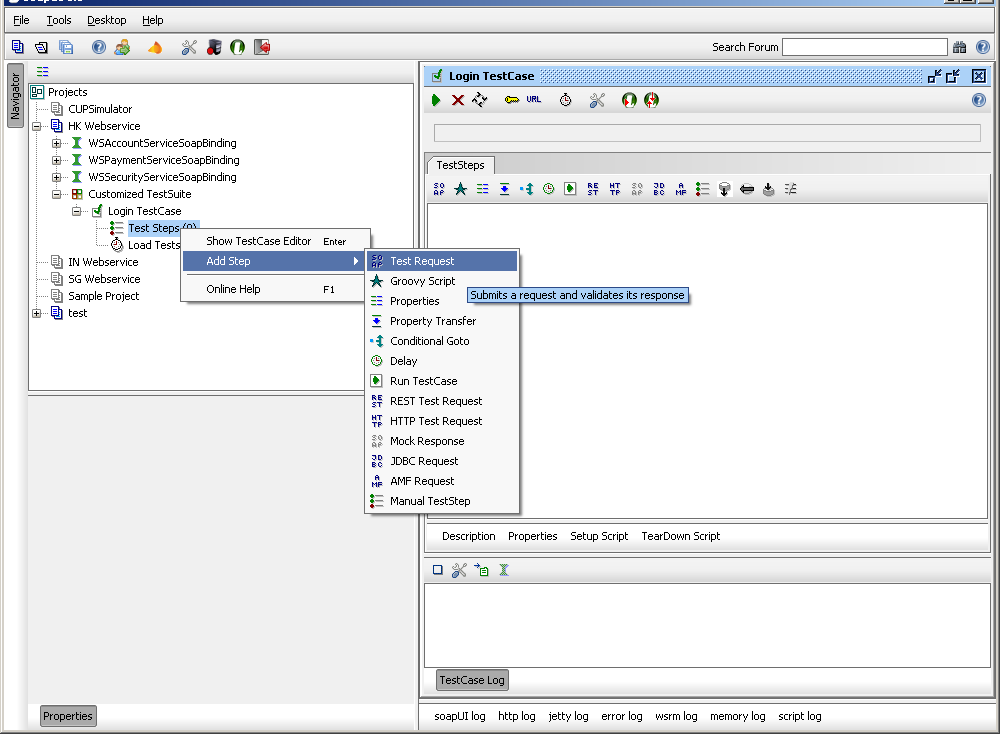 File Tools Desktop Help
Search Forum
Navigator
Projects
CUPSimulator
HK Webservice
WSAccountServiceSoapBinding
WSPaymentServiceSoapBinding
WSSecurityServiceSoapBinding
Customized TestSuite
Login TestCase
Test Steps (0)
Load Tests
IN Webservice
SG Webservice
Sample Project
test
Show TestCase Editor Enter
Add Step
Online Help F1
Test Request
Groovy Script
Properties
Property Transfer
Conditional Goto
Delay
Run TestCase
REST Test Request
HTTP Test Request
Mock Response
JDBC Request
AMF Request
Manual TestStep
Submits a request and validates its response
Login TestCase
URL
TestSteps
Description Properties Setup Script TearDown Script
TestCase Log
Properties
soapUI log http log jetty log error log wsrm log memory log script log